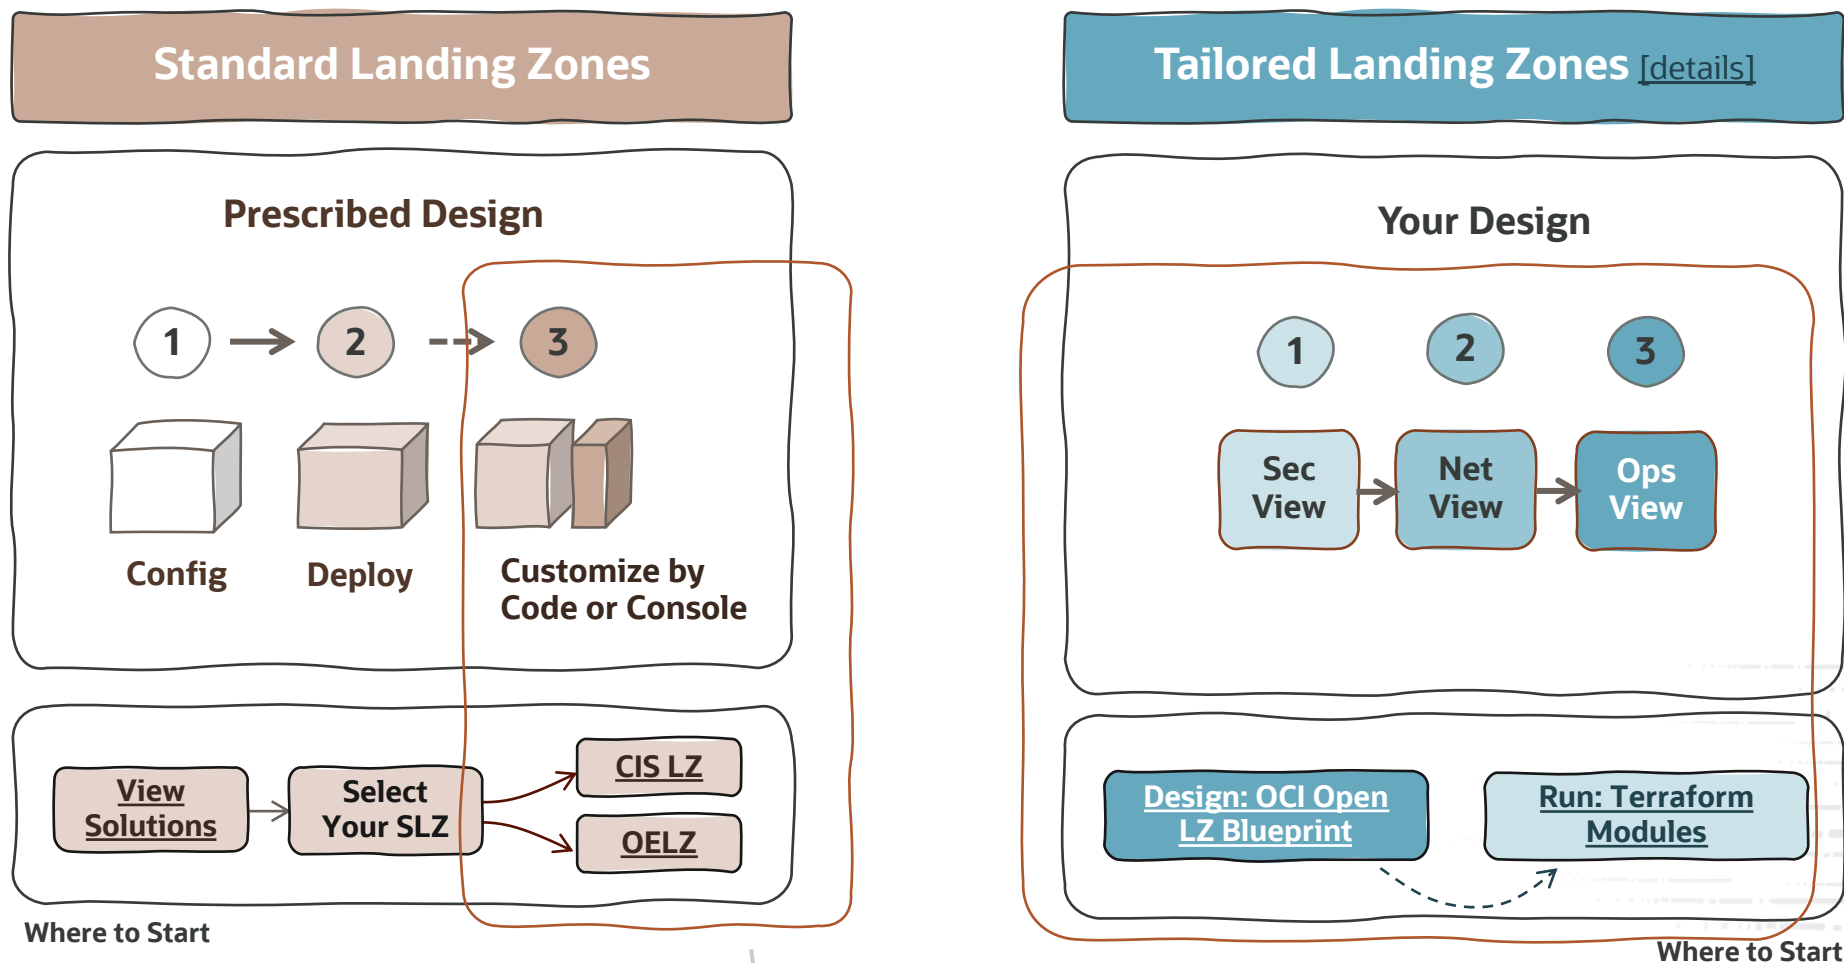 Standard Landing Zones
Prescribed Design
1
2
3
Config
Deploy
Customize by
Code or Console
View
Solutions
Select
Your SLZ
CIS LZ
OELZ
Where to Start
Tailored Landing Zones [details]
Your Design
1
2
3
Sec
View
Net
View
Ops
View
Design: OCI Open
LZ Blueprint
Run: Terraform
Modules
Where to Start